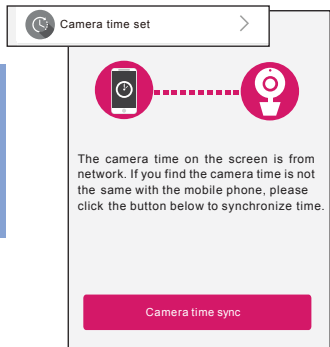 Camera time set
The camera time on the screen is from
network. If you find the camera time is not
the same with the mobile phone, please
click the button below to synchronize time.
Camera time sync